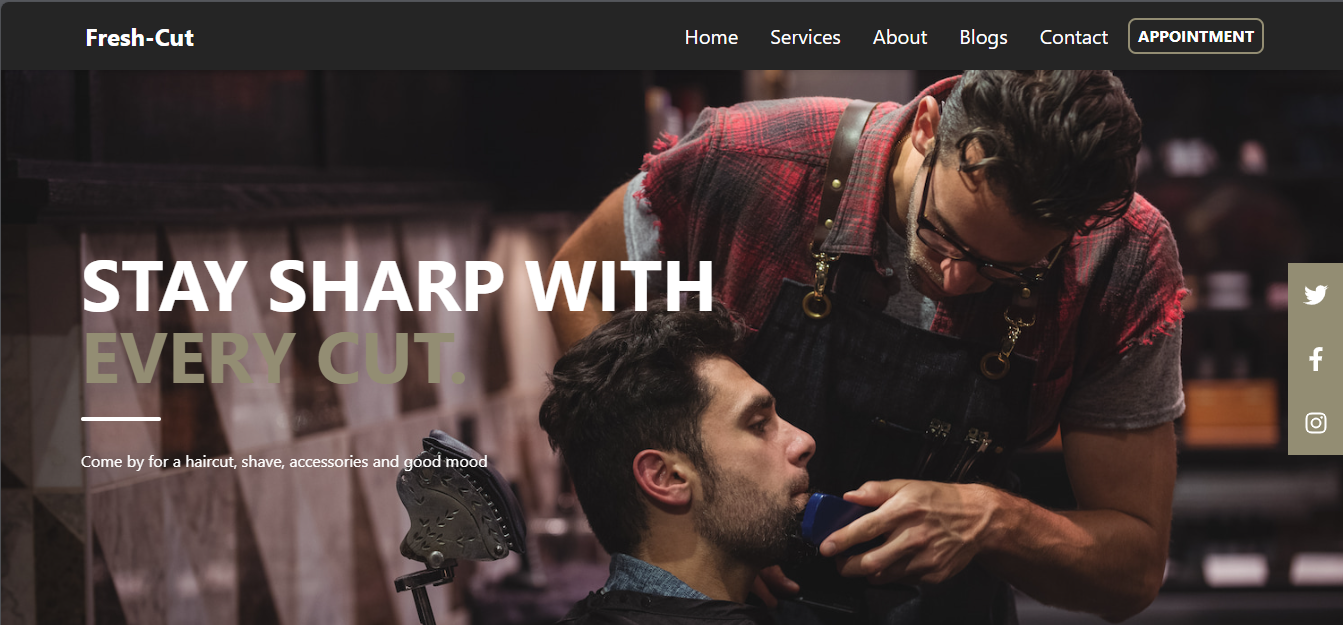 Fresh-Cut
Home Services About Blogs Contact APPOINTMENT
STAY SHARP WITH
EVERY CUT.
Come by for a haircut, shave, accessories and good mood